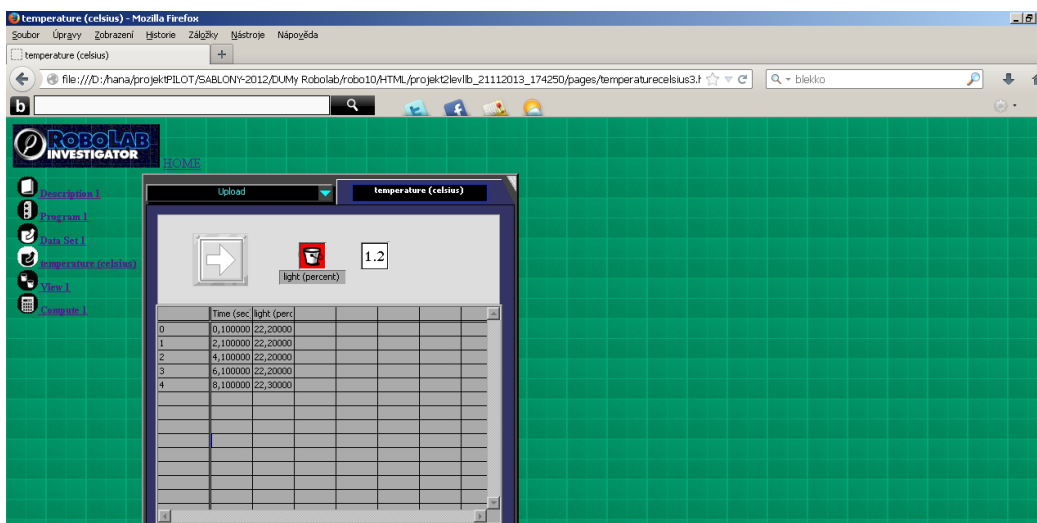 temperature (celsius) - Mozilla Firefox
Soubor Úpravy Zobrazení Historie Záložky Nástroje Nápověda
temperature (celsius) +
file:///D:/hana/projektPILOT/SABLONY-2012/DUMy Robolab/robo10/HTML/projekt2levllb_21112013_174250/pages/temperaturecelsius3.h
blekko
b
ROBOLAB
INVESTIGATOR
HOME
Description 1
Program 1
Data Set 1
temperature (celsius)
View 1
Compute 1
Upload
temperature (celsius)
1.2
light (percent)
Time (sec light (perc
0 0,100000 22,20000
1 2,100000 22,20000
2 4,100000 22,20000
3 6,100000 22,20000
4 8,100000 22,30000